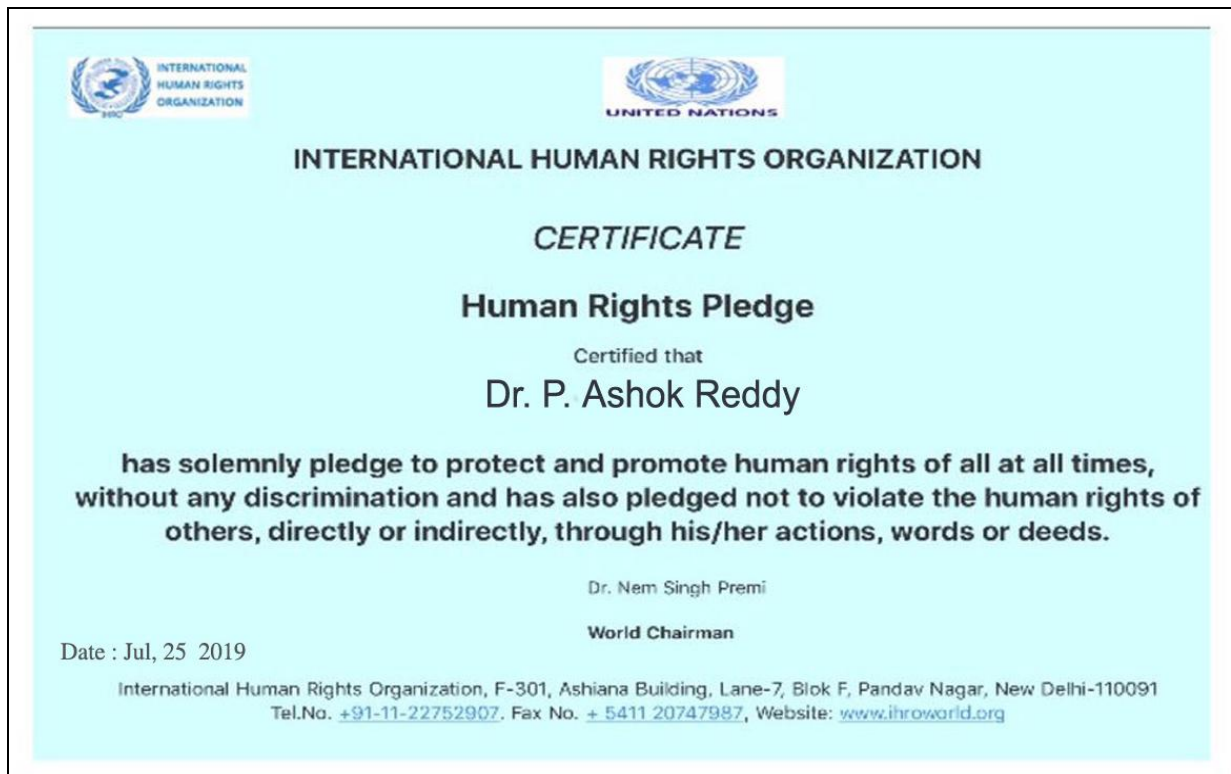 INTERNATIONAL
HUMAN RIGHTS
ORGANIZATION
IHRO
UNITED NATIONS
INTERNATIONAL HUMAN RIGHTS ORGANIZATION
CERTIFICATE
Human Rights Pledge
Certified that
Dr. P. Ashok Reddy
has solemnly pledge to protect and promote human rights of all at all times,
without any discrimination and has also pledged not to violate the human rights of
others, directly or indirectly, through his/her actions, words or deeds.
Dr. Nem Singh Premi
World Chairman
Date : Jul, 25 2019
International Human Rights Organization, F-301, Ashiana Building, Lane-7, Blok F, Pandav Nagar, New Delhi-110091
Tel.No. +91-11-22752907. Fax No. + 5411 20747987, Website: www.ihroworld.org